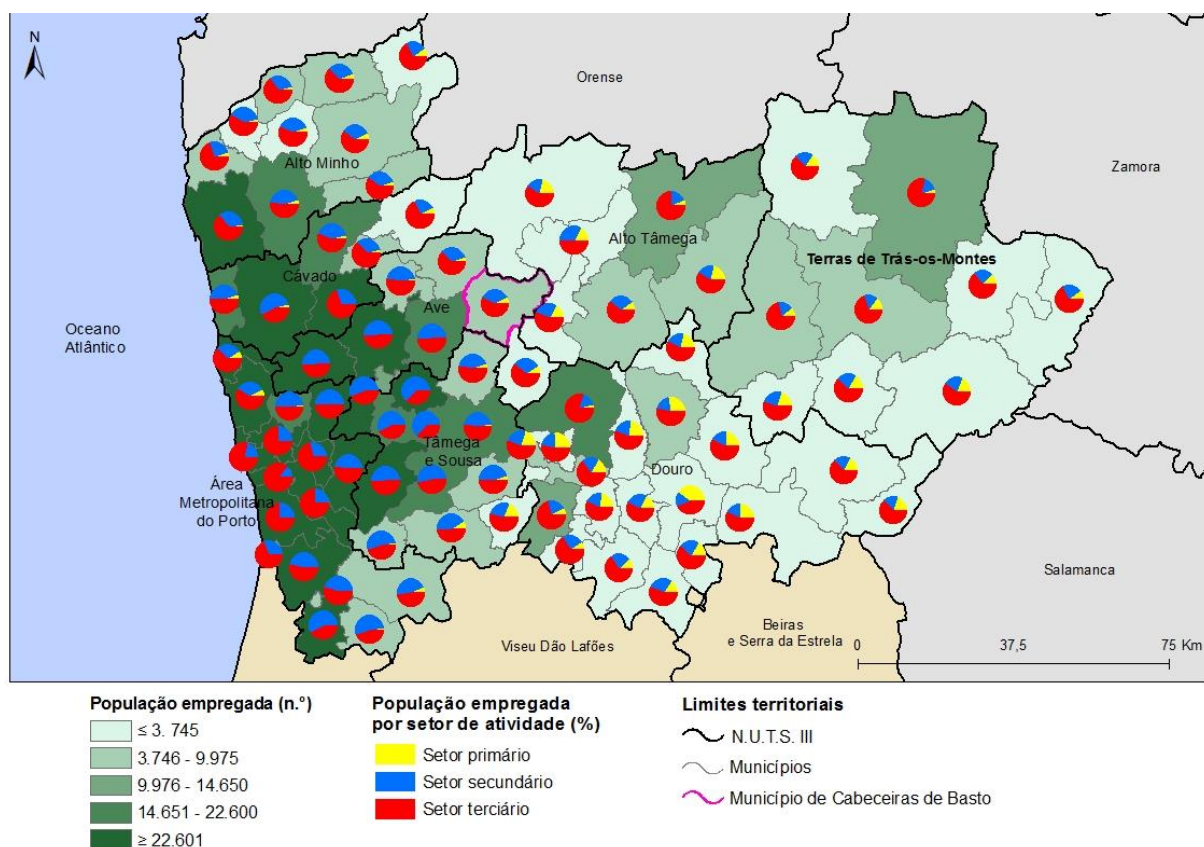 N
Orense
Zamora
Alto Minho
Alto Tâmega
Terras de Trás-os-Montes
Cávado
Ave
Oceano
Atlântico
Tâmega
e Sousa
Douro
Área
Metropolitana
do Porto
Salamanca
Beiras
e Serra da Estrela
Viseu Dão Lafões
0 37,5 75 Km
População empregada (n.°)
≤ 3. 745
3.746 - 9.975
9.976 - 14.650
14.651 - 22.600
≥ 22.601
População empregada
por setor de atividade (%)
Setor primário
Setor secundário
Setor terciário
Limites territoriais
N.U.T.S. III
Municípios
Município de Cabeceiras de Basto